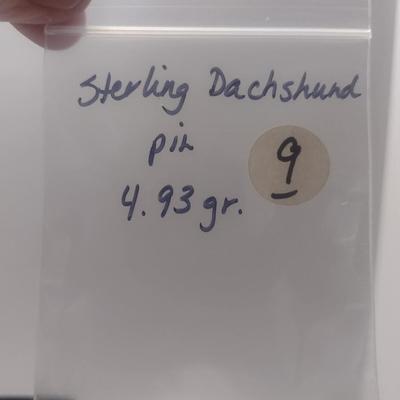 Sterling Dachshund
pin
9
4.93 gr.